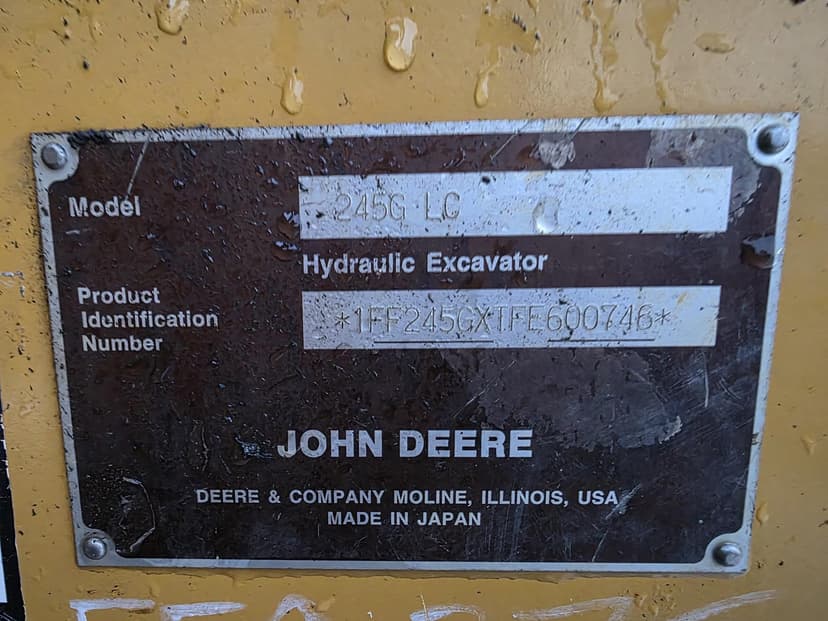 Model 245G LC
Hydraulic Excavator
Product
Identification
Number
*1FF245GXTFE600746*
JOHN DEERE
DEERE & COMPANY MOLINE, ILLINOIS, USA
MADE IN JAPAN